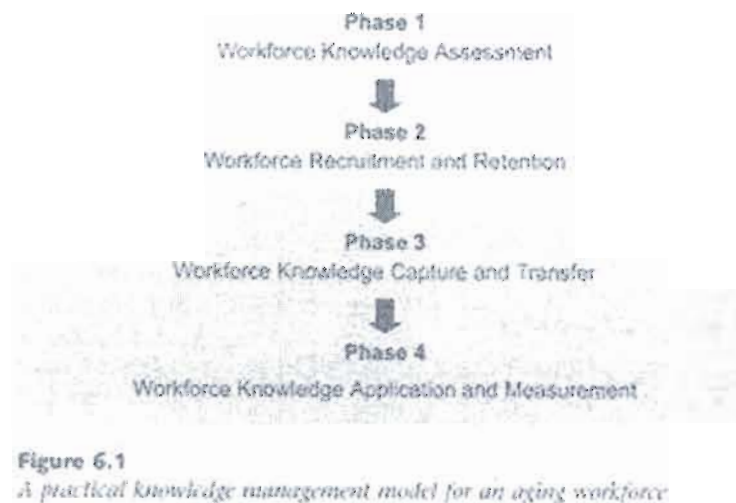 Phase 1
Workforce Knowledge Assessment
Phase 2
Workforce Recruitment and Retention
Phase 3
Workforce Knowledge Capture and Transfer
Phase 4
Workforce Knowledge Application and Measurement
Figure 6.1
A practical knowledge management model for an aging workforce